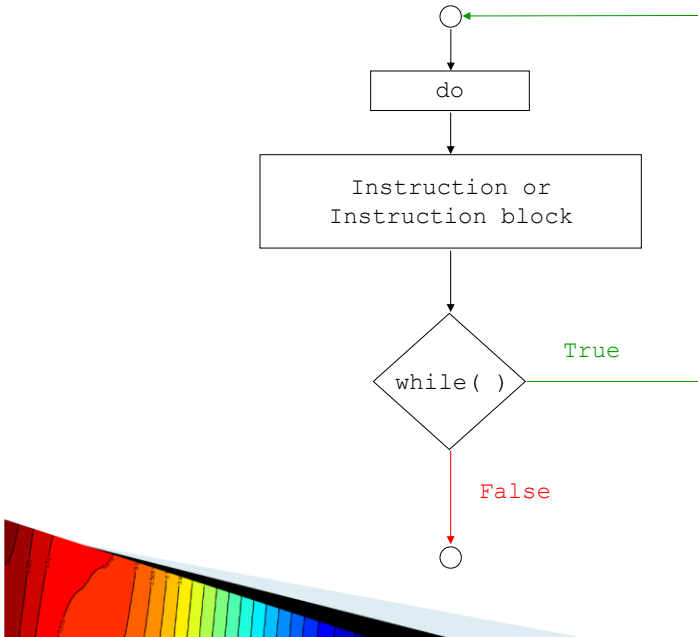 do
Instruction or
Instruction block
True
while( )
False